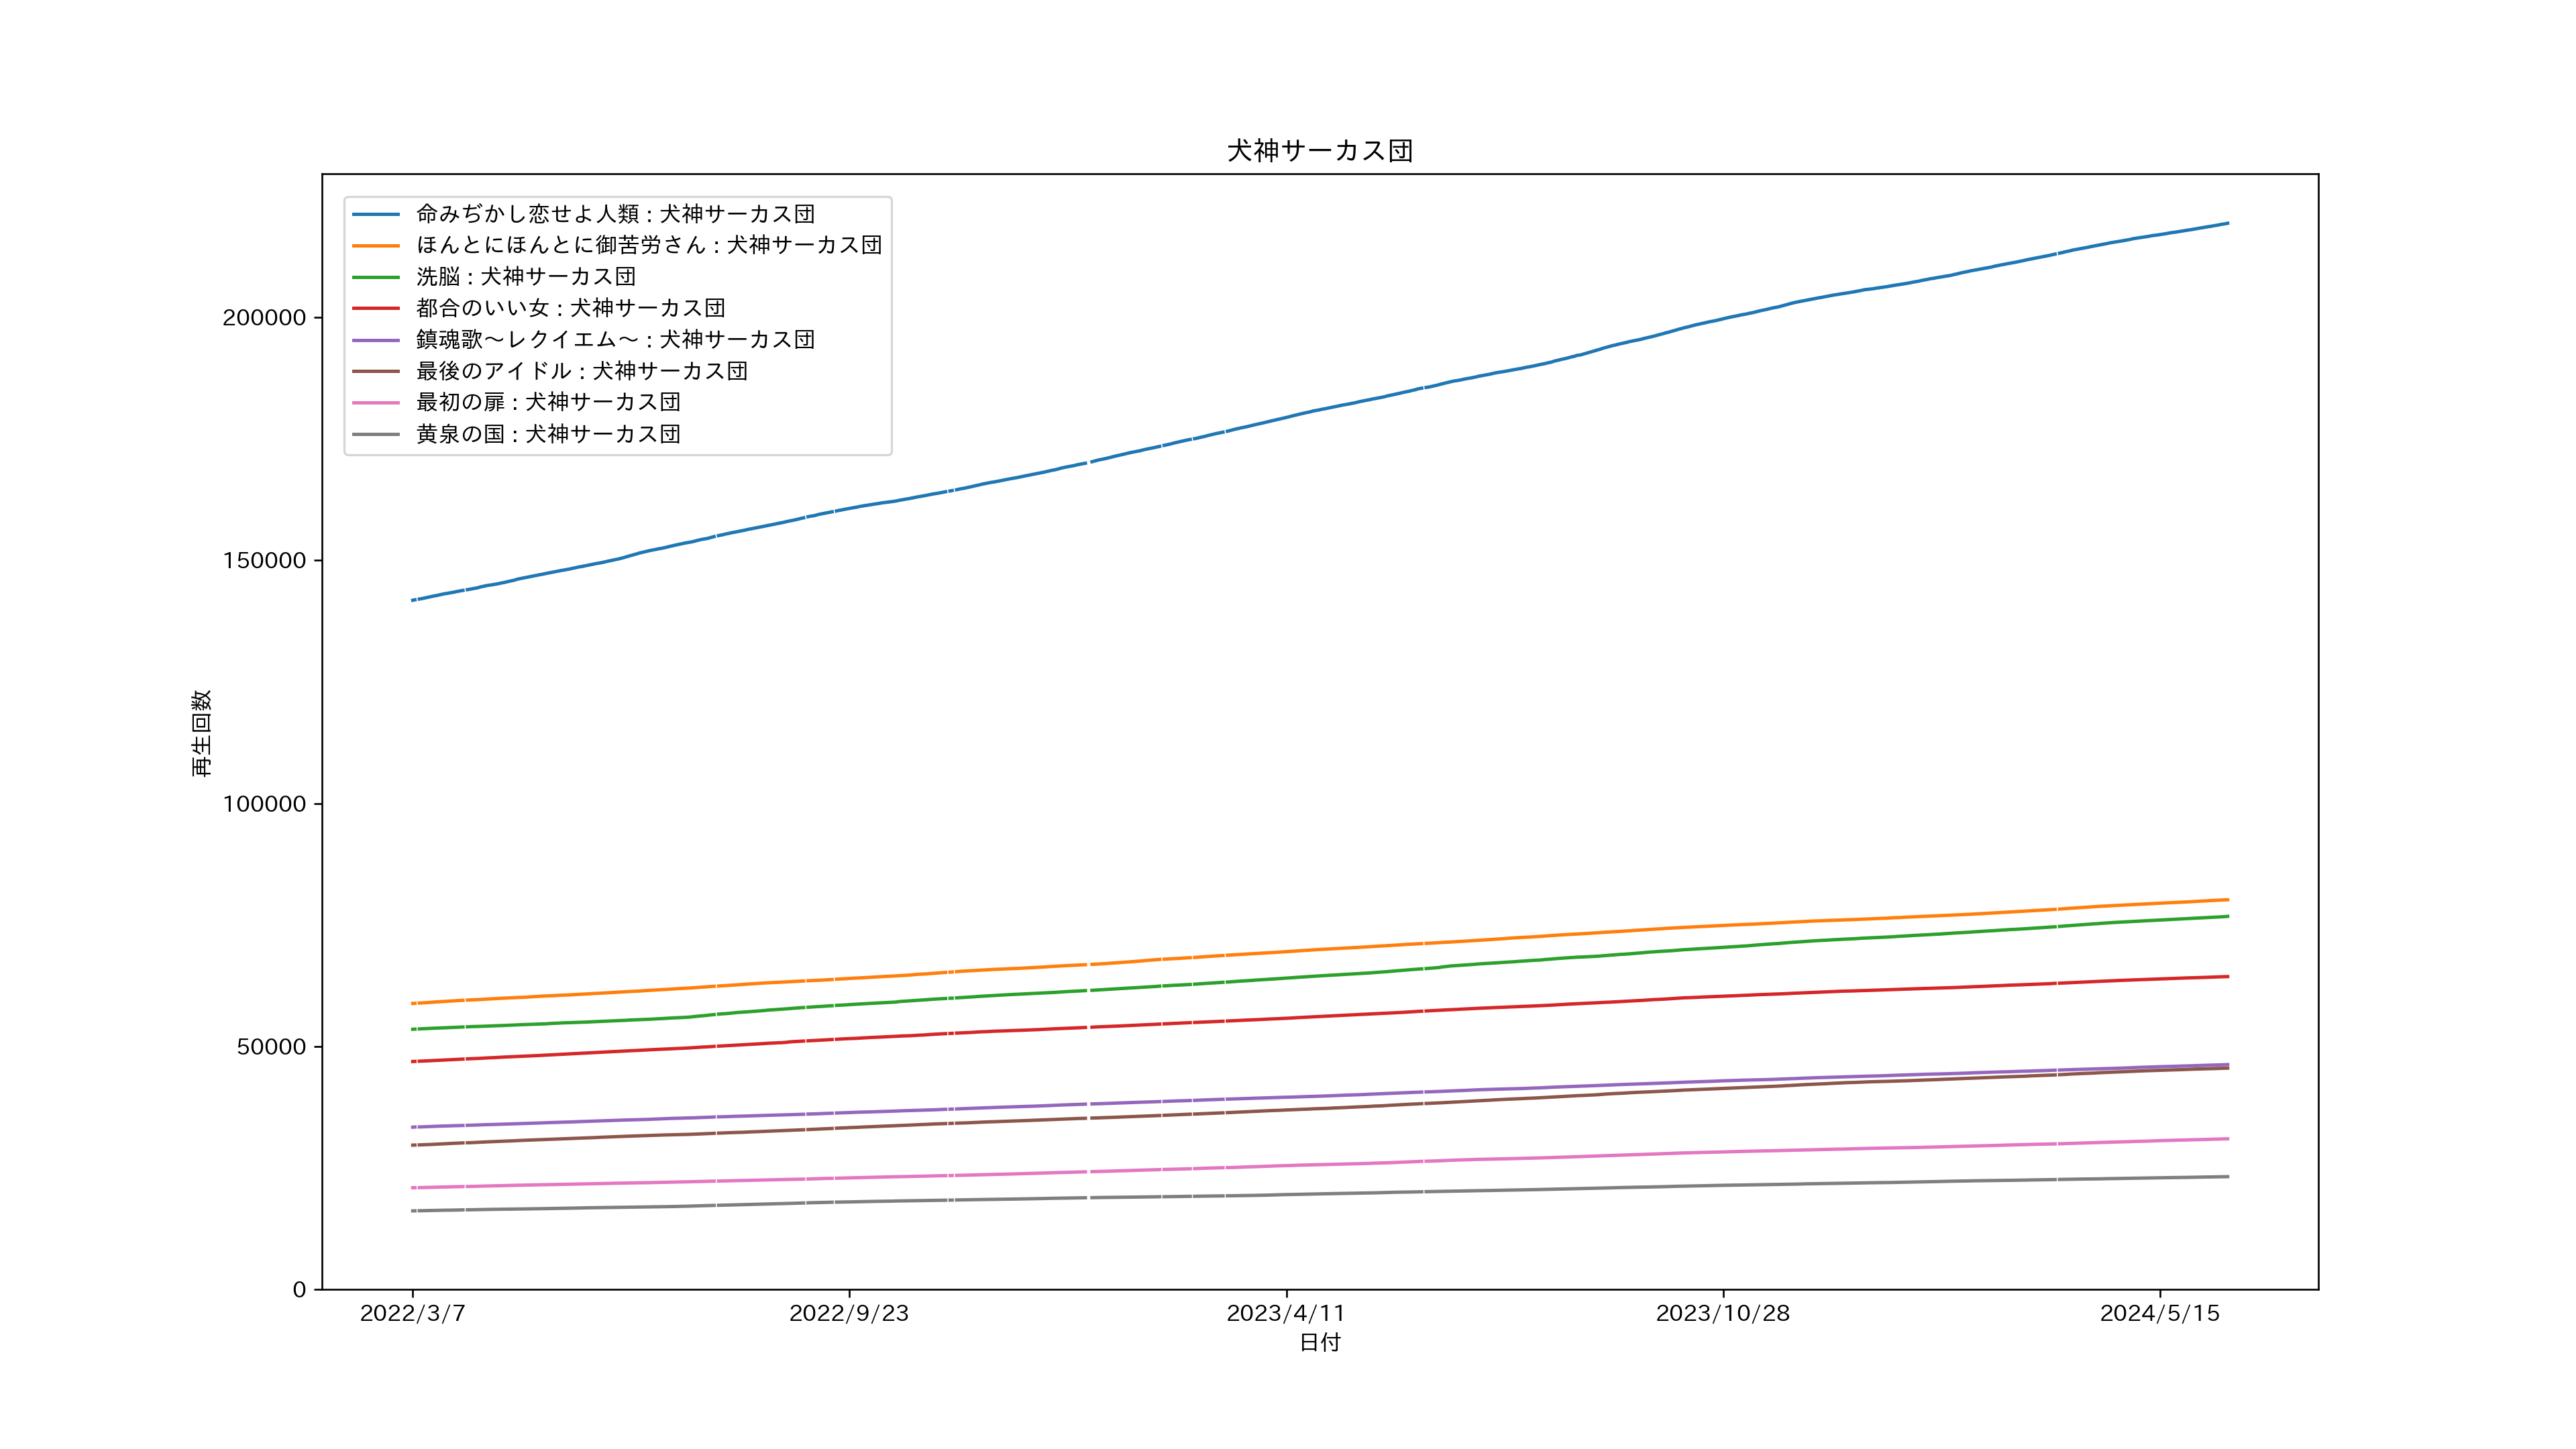 犬神サーカス団
命みぢかし恋せよ人類 : 犬神サーカス団
ほんとにほんとに御苦労さん : 犬神サーカス団
洗脳 : 犬神サーカス団
都合のいい女 : 犬神サーカス団
鎮魂歌〜レクイエム〜 : 犬神サーカス団
最後のアイドル : 犬神サーカス団
最初の扉 : 犬神サーカス団
黄泉の国 : 犬神サーカス団
再生回数
200000
150000
100000
50000
0
2022/3/7
2022/9/23
2023/4/11
2023/10/28
2024/5/15
日付